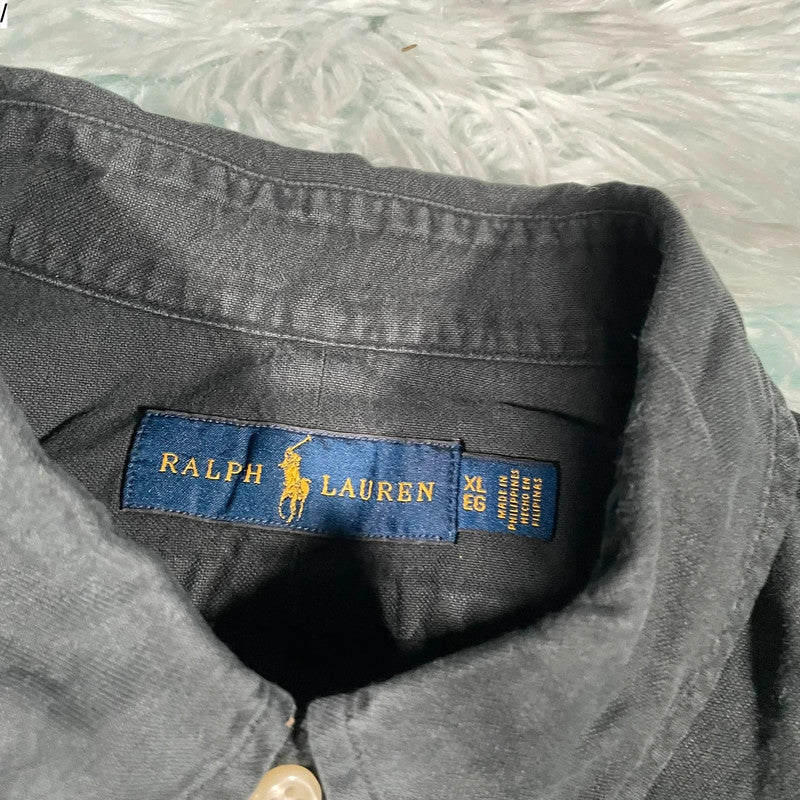 /
RALPH LAUREN
XL
EG
MADE IN
PHILIPPINES
HECHO EN
FILIPINAS